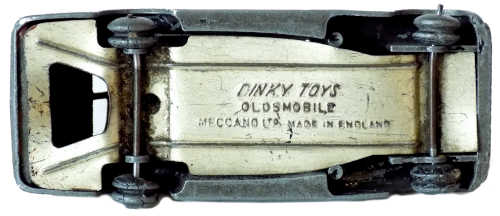 DINKY TOYS
OLDSMOBILE
MECCANO LTD MADE IN ENGLAND